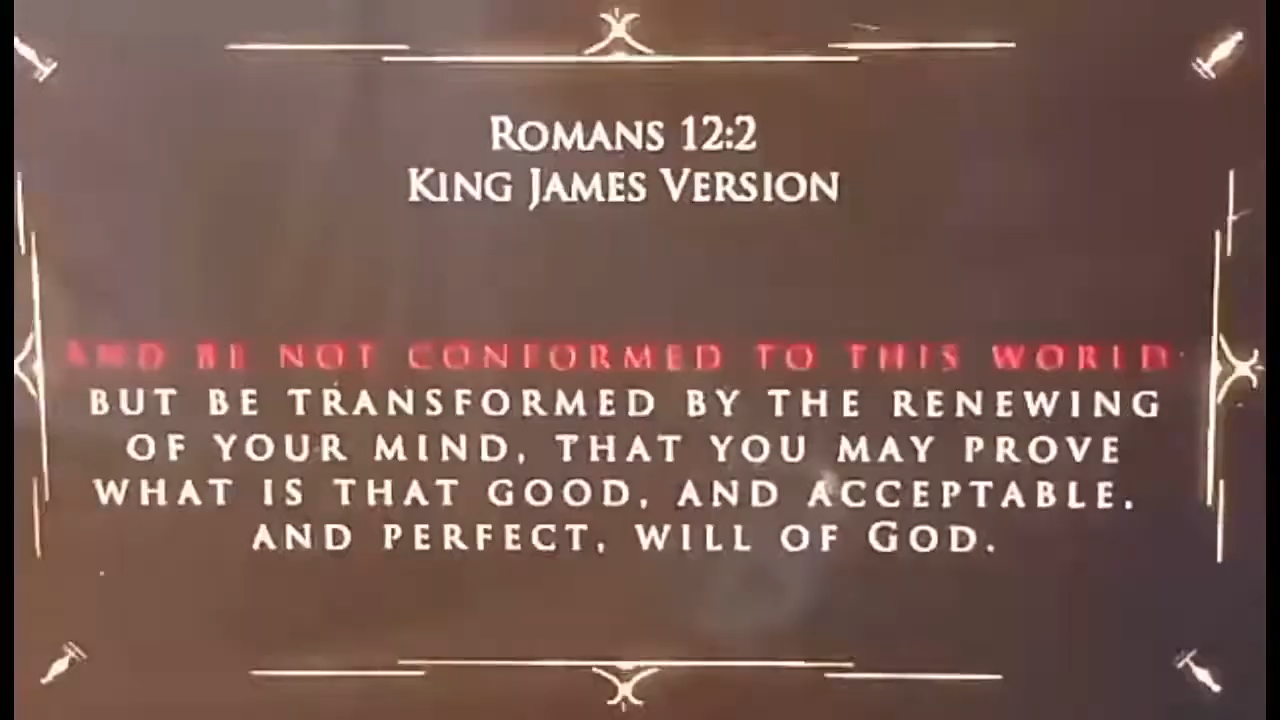 Romans 12:2
King James Version
AND BE NOT CONFORMED TO THIS WORLD:
BUT BE TRANSFORMED BY THE RENEWING
OF YOUR MIND, THAT YOU MAY PROVE
WHAT IS THAT GOOD, AND ACCEPTABLE,
AND PERFECT, WILL OF GOD.